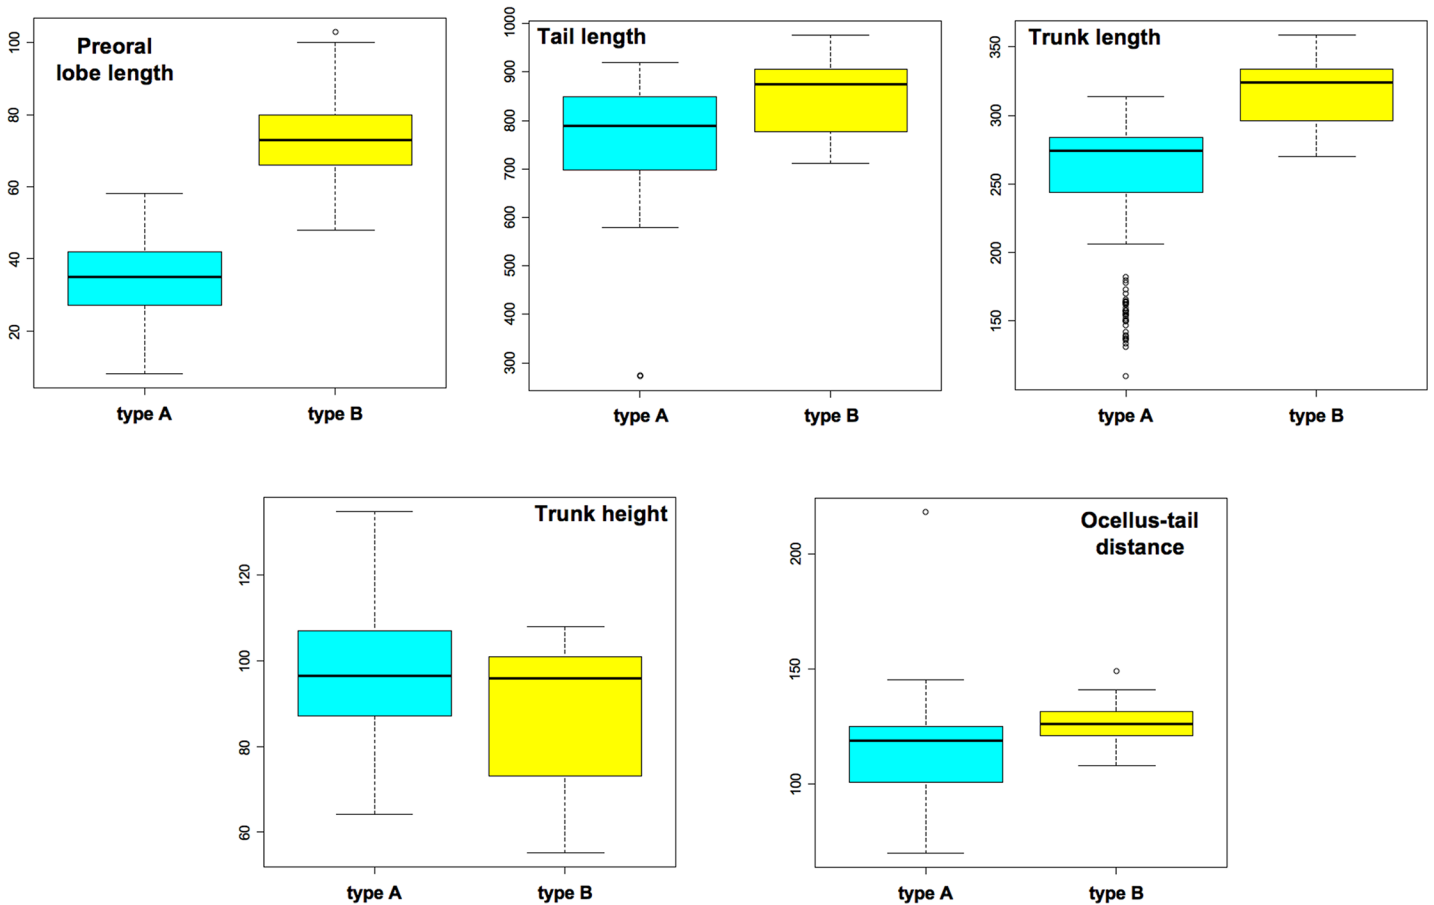 Preoral
lobe length
100
80
60
40
20
type A
type B
Tail length
1000
900
800
700
600
500
400
300
type A
type B
Trunk length
350
300
250
200
150
type A
type B
Trunk height
120
100
80
60
type A
type B
Ocellus-tail
distance
200
150
100
type A
type B